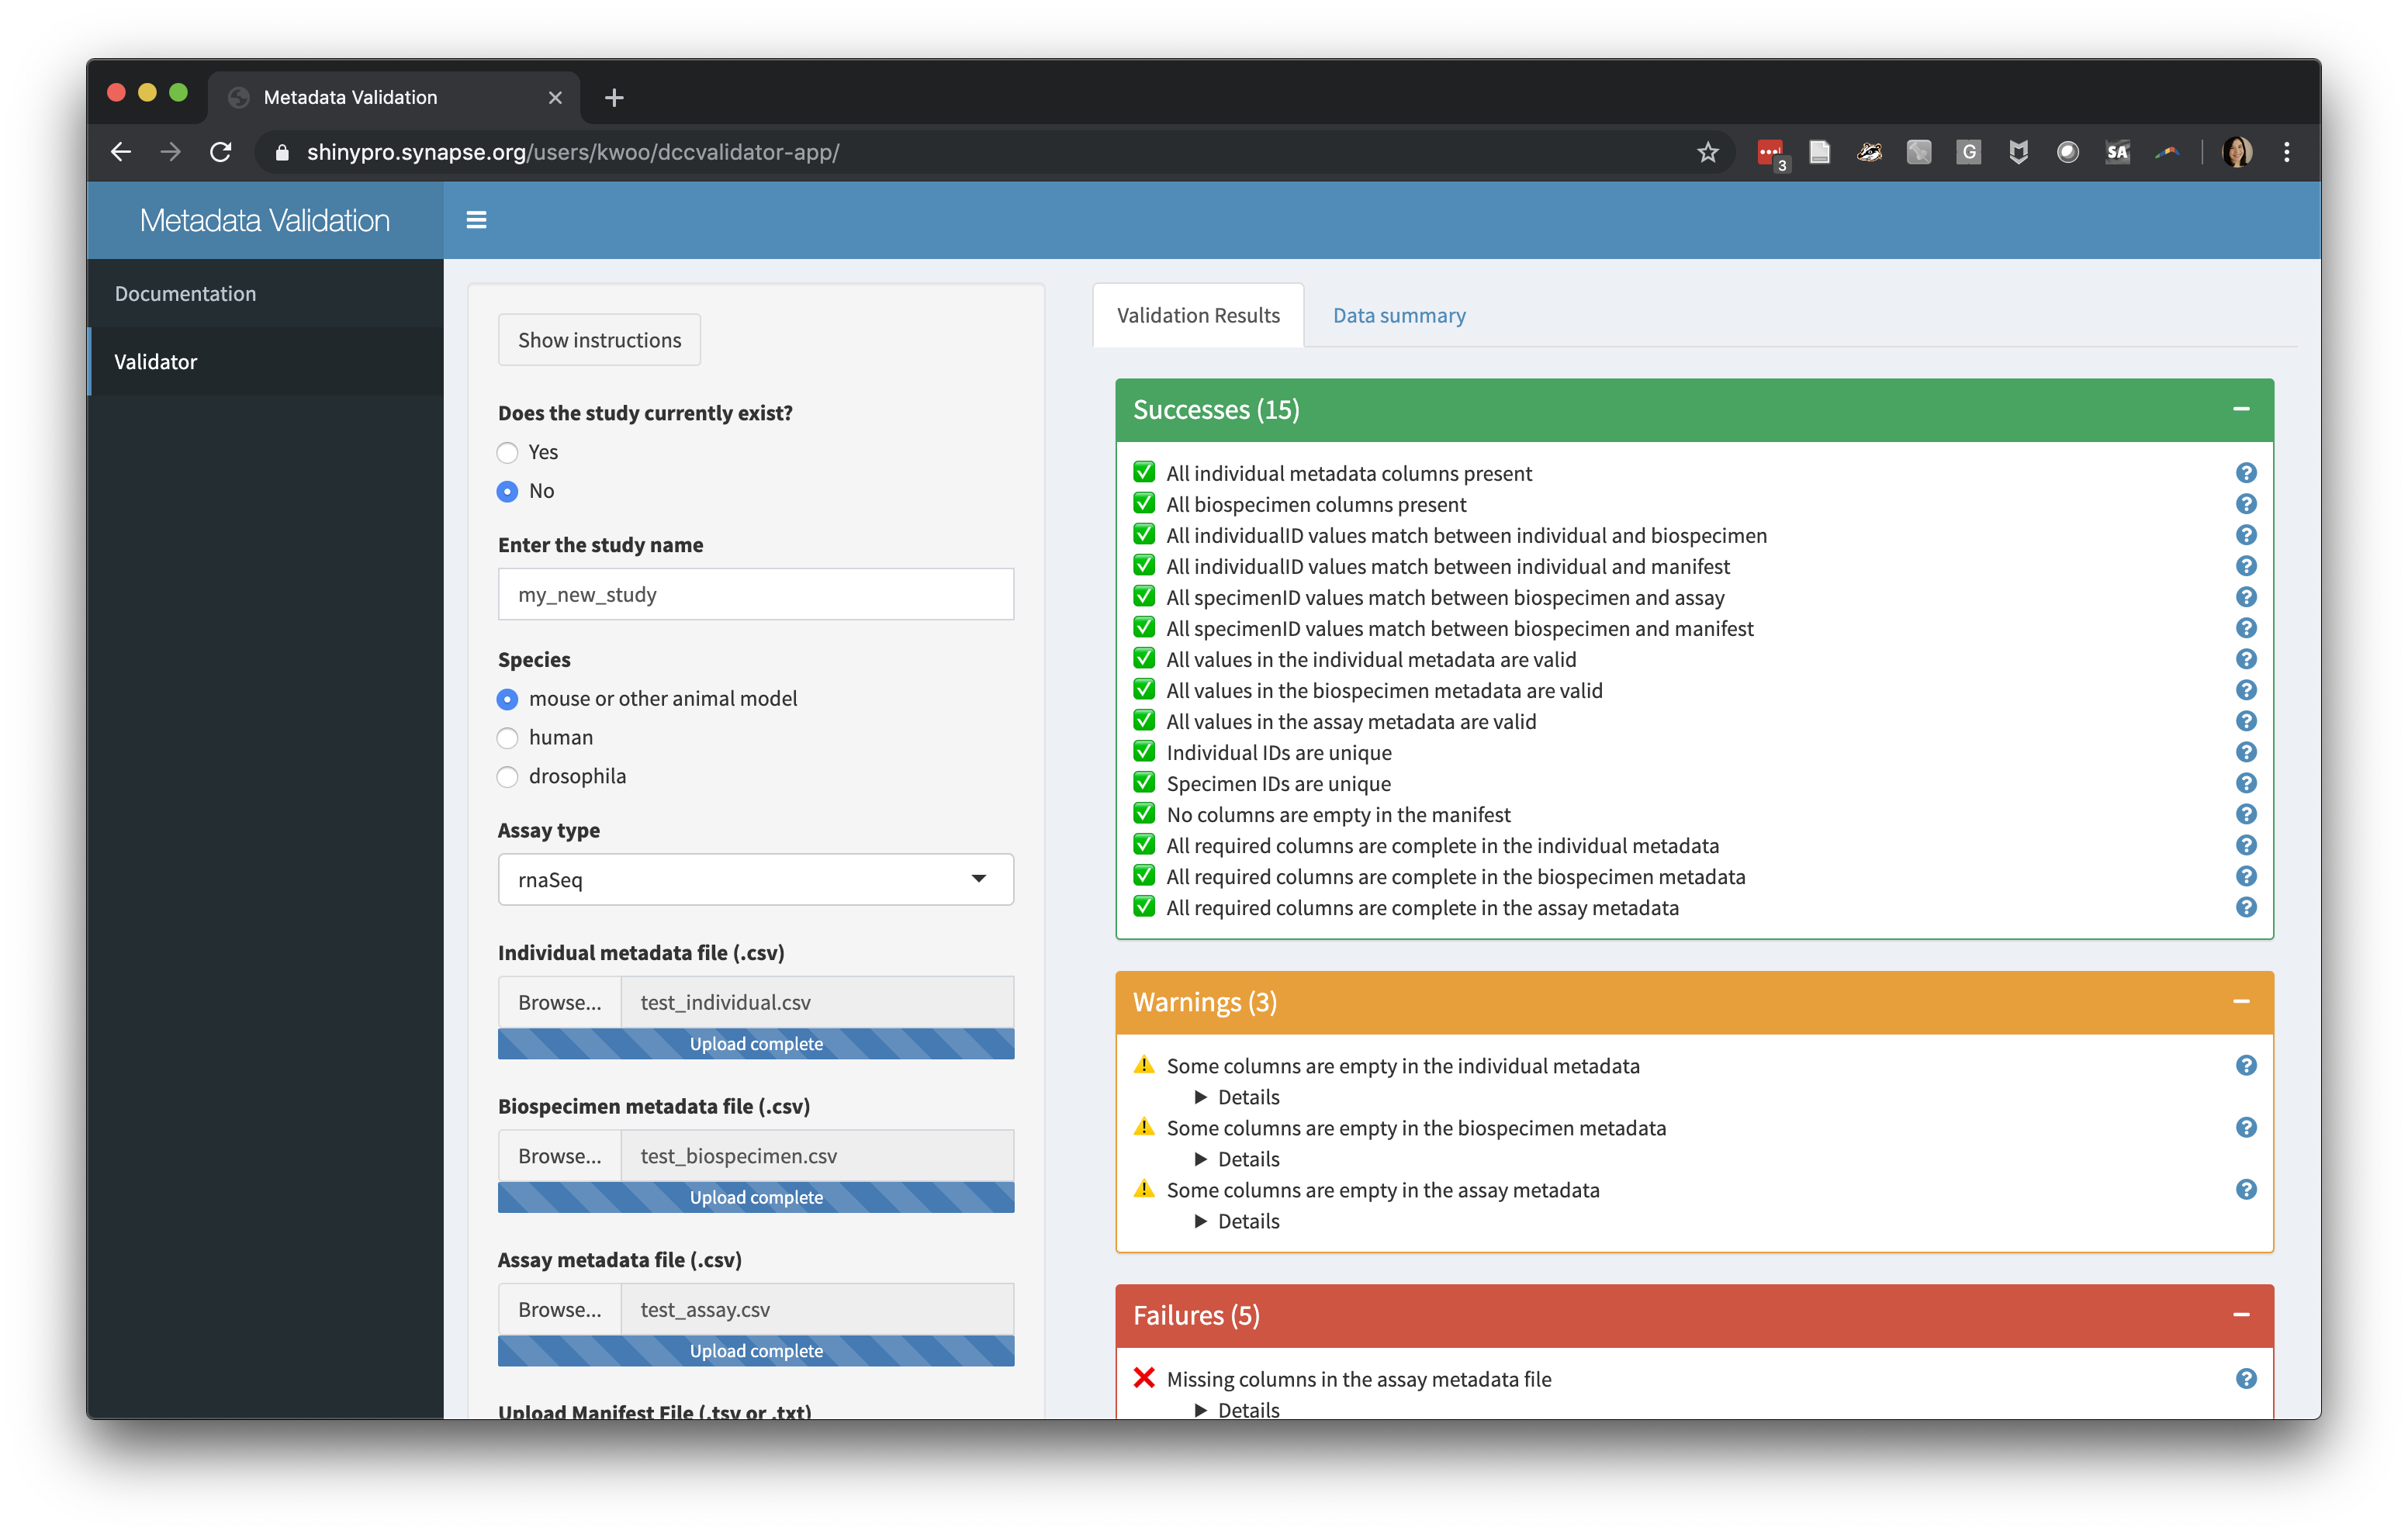 Metadata Validation
shinypro.synapse.org/users/kwoo/dccvalidator-app/
3
G
SA
Metadata Validation
Documentation
Validator
Show instructions
Does the study currently exist?
Yes
No
Enter the study name
my_new_study
Species
mouse or other animal model
human
drosophila
Assay type
rnaSeq
Individual metadata file (.csv)
Browse... test_individual.csv
Upload complete
Biospecimen metadata file (.csv)
Browse... test_biospecimen.csv
Upload complete
Assay metadata file (.csv)
Browse... test_assay.csv
Upload complete
Upload Manifest File (.tsv or .txt)
Validation Results
Data summary
Successes (15)
All individual metadata columns present
All biospecimen columns present
All individualID values match between individual and biospecimen
All individualID values match between individual and manifest
All specimenID values match between biospecimen and assay
All specimenID values match between biospecimen and manifest
All values in the individual metadata are valid
All values in the biospecimen metadata are valid
All values in the assay metadata are valid
Individual IDs are unique
Specimen IDs are unique
No columns are empty in the manifest
All required columns are complete in the individual metadata
All required columns are complete in the biospecimen metadata
All required columns are complete in the assay metadata
Warnings (3)
Some columns are empty in the individual metadata
Details
Some columns are empty in the biospecimen metadata
Details
Some columns are empty in the assay metadata
Details
Failures (5)
Missing columns in the assay metadata file
Details